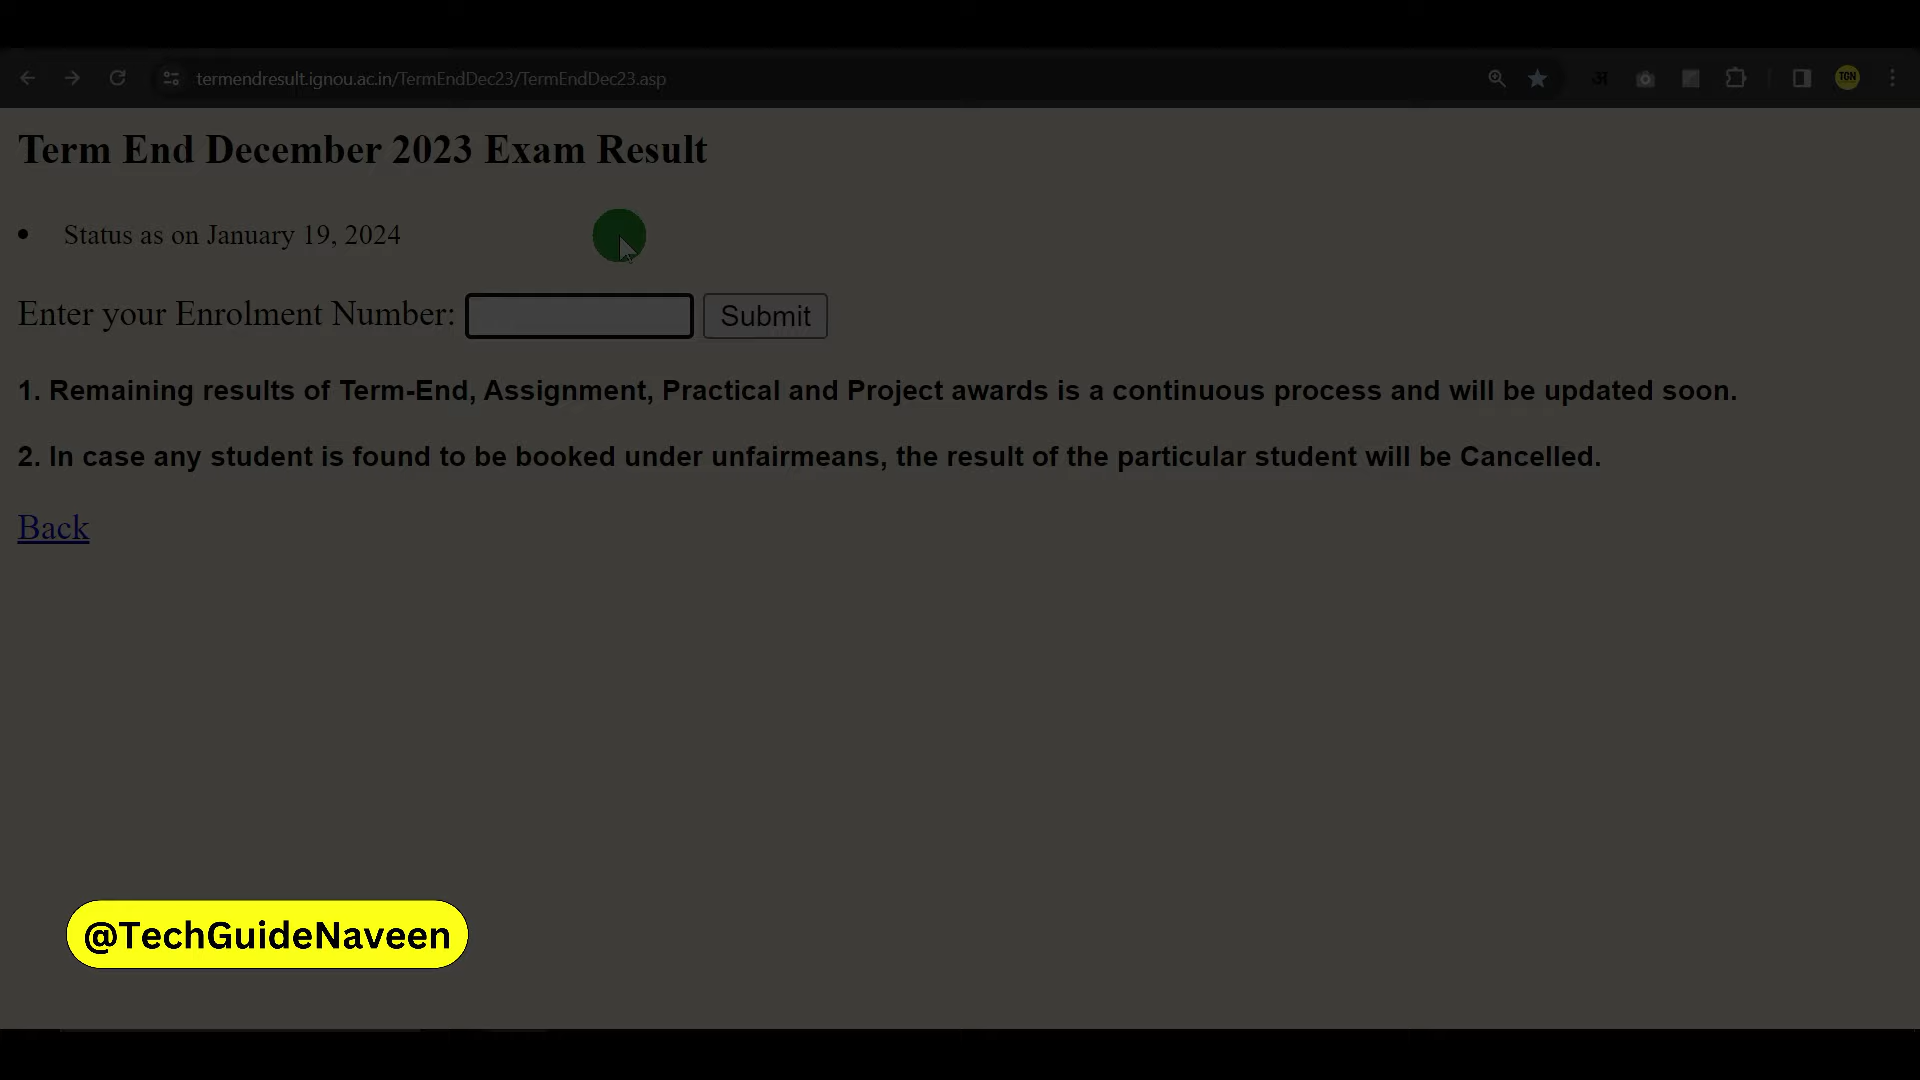 termendresult.ignou.ac.in/TermEndDec23/TermEndDec23.asp
अ
TGN
Term End December 2023 Exam Result
Status as on January 19, 2024
Enter your Enrolment Number: Submit
1. Remaining results of Term-End, Assignment, Practical and Project awards is a continuous process and will be updated soon.
2. In case any student is found to be booked under unfairmeans, the result of the particular student will be Cancelled.
Back
@TechGuideNaveen